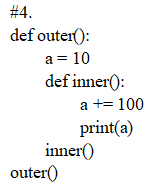 #4.
def outer():
    a = 10
    def inner():
        a += 100
        print(a)
    inner()
outer()